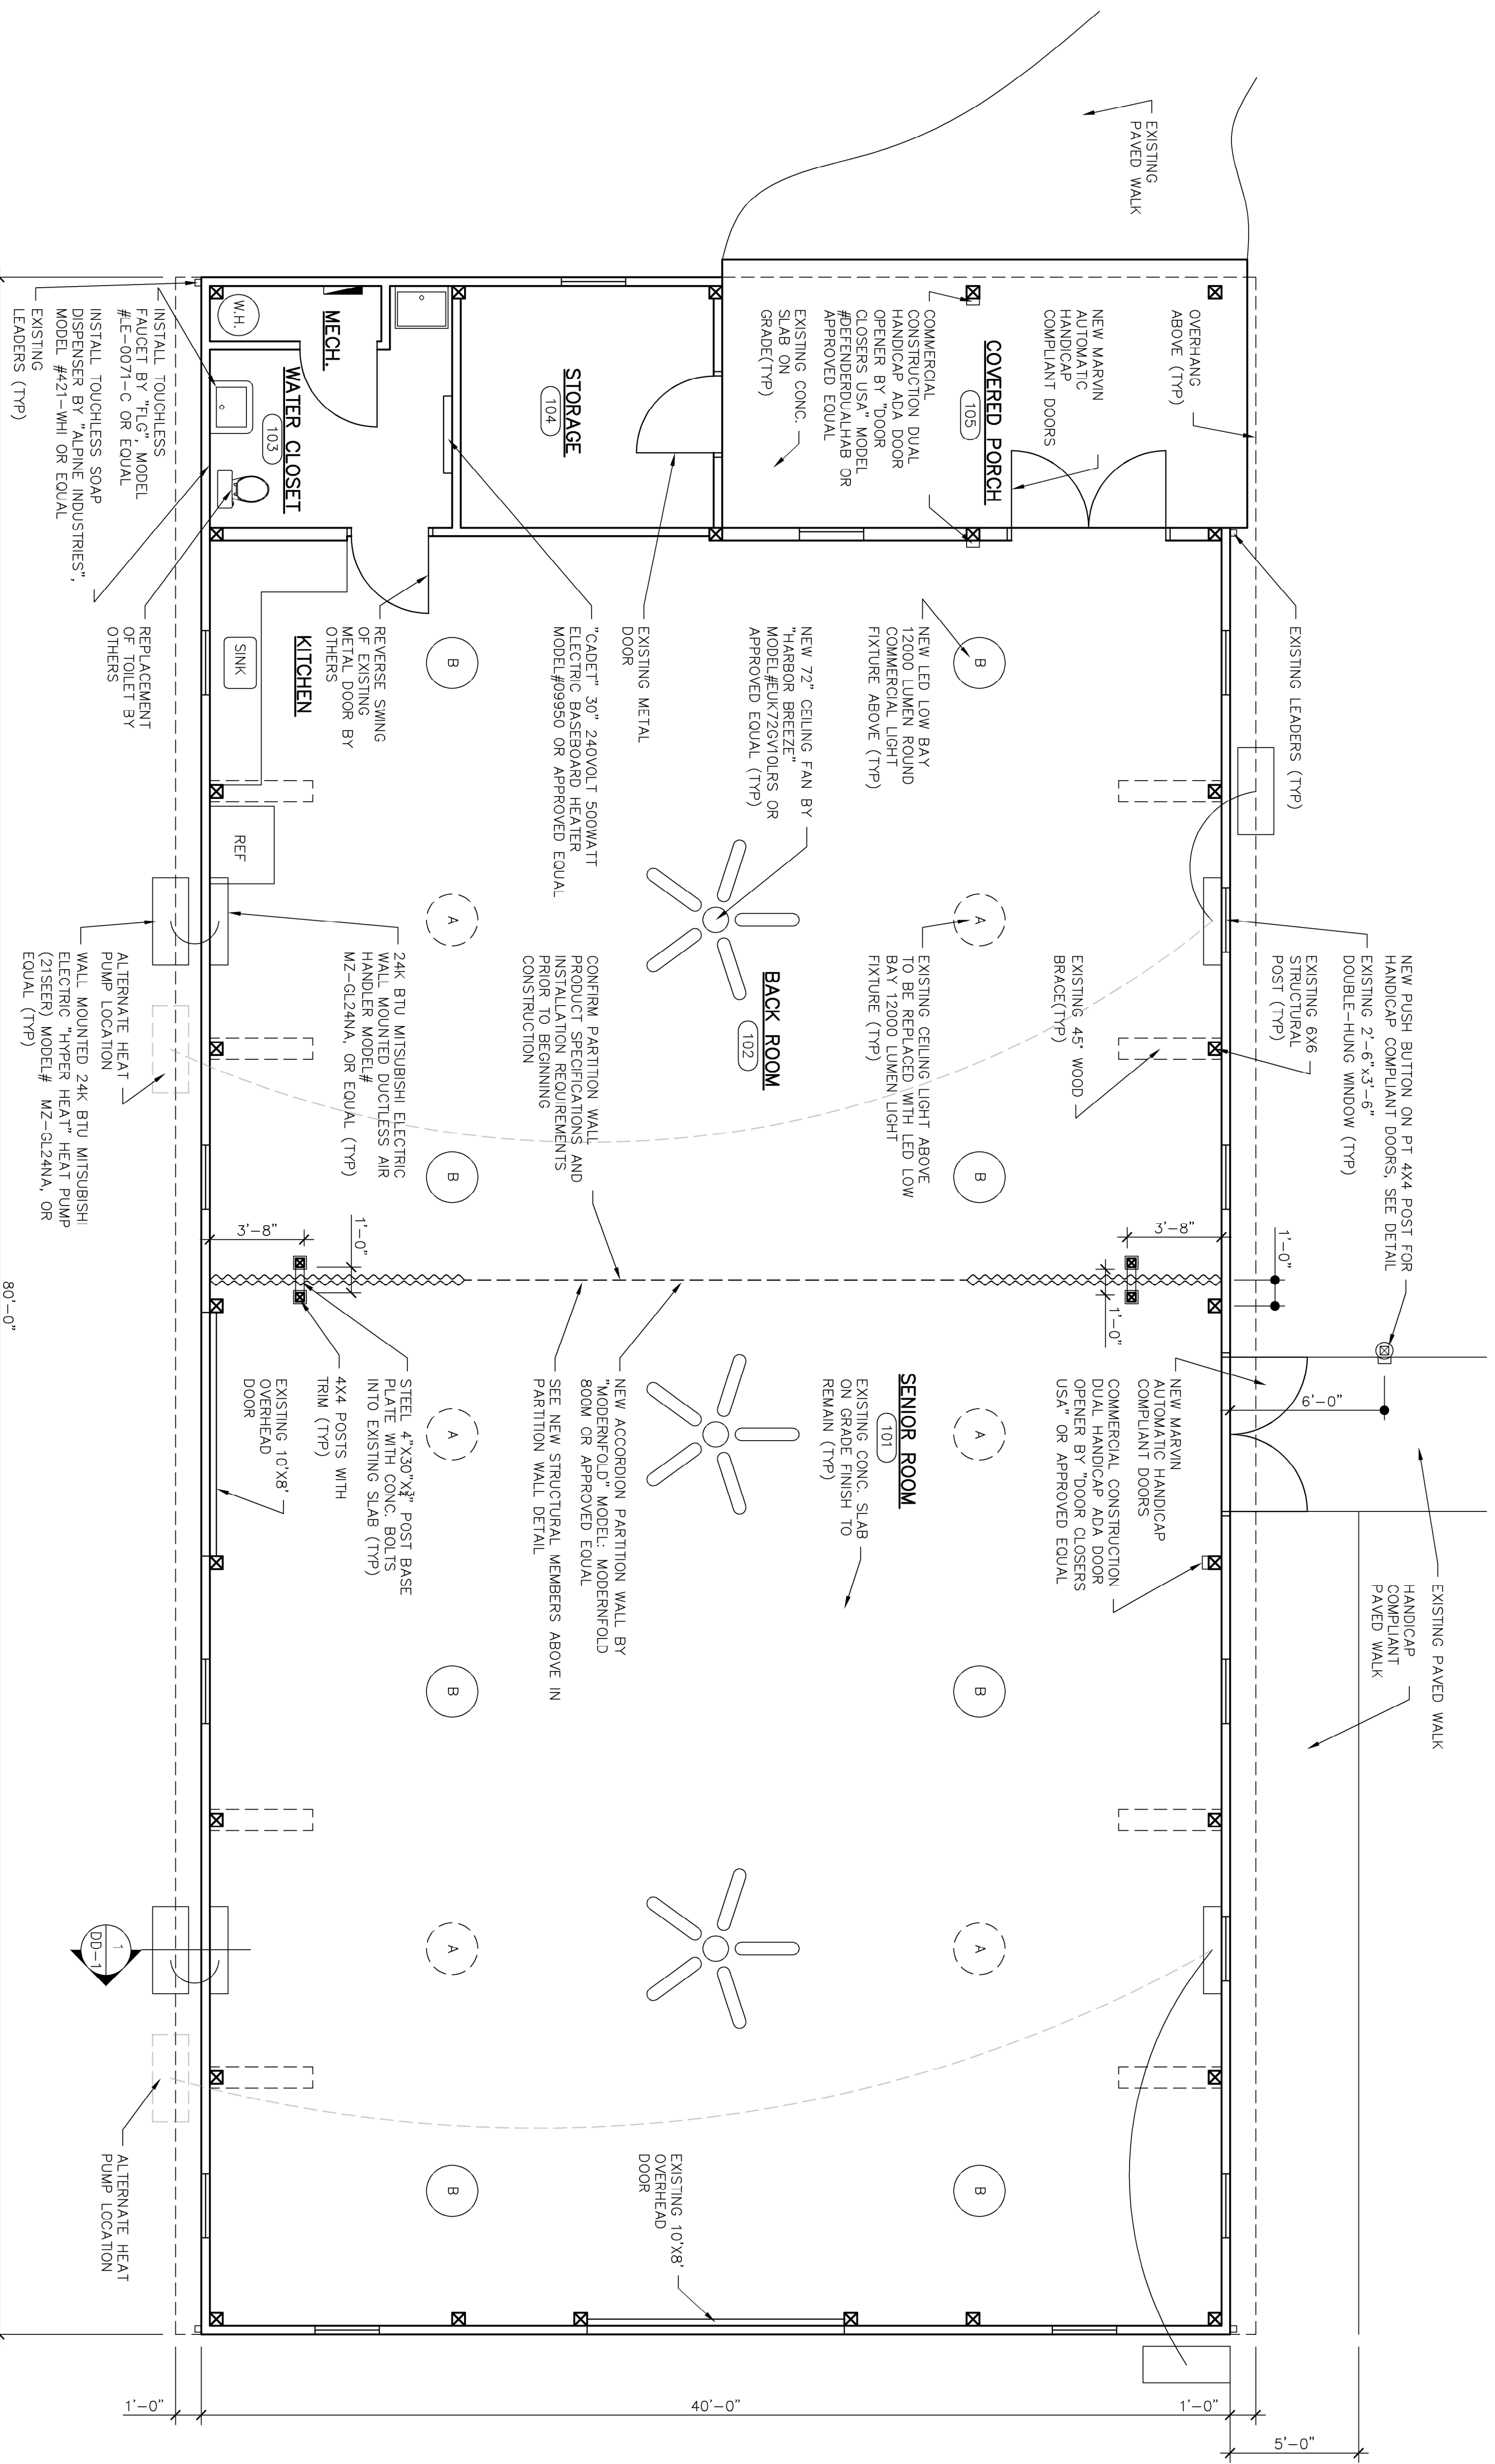 EXISTING
PAVED WALK
OVERHANG
ABOVE (TYP)
NEW MARVIN
AUTOMATIC
HANDICAP
COMPLIANT DOORS
COVERED PORCH
105
COMMERCIAL
CONSTRUCTION DUAL
HANDICAP ADA DOOR
OPENER BY "DOOR
CLOSERS USA" MODEL
#DEFENDERDUALHAB OR
APPROVED EQUAL
EXISTING CONC.
SLAB ON
GRADE(TYP)
STORAGE
104
MECH.
W.H.
WATER CLOSET
103
INSTALL TOUCHLESS
FAUCET BY "FLG", MODEL
#LE-0071-C OR EQUAL
INSTALL TOUCHLESS SOAP
DISPENSER BY "ALPINE INDUSTRIES",
MODEL #421-WHI OR EQUAL
EXISTING
LEADERS (TYP)
EXISTING LEADERS (TYP)
NEW LED LOW BAY
12000 LUMEN ROUND
COMMERCIAL LIGHT
FIXTURE ABOVE (TYP)
NEW 72" CEILING FAN BY
"HARBOR BREEZE"
MODEL#EUK72GV10LRS OR
APPROVED EQUAL (TYP)
EXISTING METAL
DOOR
"CADET" 30" 240VOLT 500WATT
ELECTRIC BASEBOARD HEATER
MODEL#09950 OR APPROVED EQUAL
REVERSE SWING
OF EXISTING
METAL DOOR BY
OTHERS
KITCHEN
SINK
REF
REPLACEMENT
OF TOILET BY
OTHERS
B
B
A
A
B
B
NEW PUSH BUTTON ON PT 4X4 POST FOR
HANDICAP COMPLIANT DOORS, SEE DETAIL
EXISTING 2'-6"x3'-6"
DOUBLE-HUNG WINDOW (TYP)
EXISTING 6X6
STRUCTURAL
POST (TYP)
EXISTING 45° WOOD
BRACE(TYP)
EXISTING CEILING LIGHT ABOVE
TO BE REPLACED WITH LED LOW
BAY 12000 LUMEN LIGHT
FIXTURE (TYP)
BACK ROOM
102
CONFIRM PARTITION WALL
PRODUCT SPECIFICATIONS AND
INSTALLATION REQUIREMENTS
PRIOR TO BEGINNING
CONSTRUCTION
24K BTU MITSUBISHI ELECTRIC
WALL MOUNTED DUCTLESS AIR
HANDLER MODEL#
MZ-GL24NA, OR EQUAL (TYP)
ALTERNATE HEAT
PUMP LOCATION
WALL MOUNTED 24K BTU MITSUBISHI
ELECTRIC "HYPER HEAT" HEAT PUMP
(21SEER) MODEL# MZ-GL24NA, OR
EQUAL (TYP)
1'-0"
3'-8"
1'-0"
1'-0"
3'-8"
80'-0"
6'-0"
EXISTING PAVED WALK
HANDICAP
COMPLIANT
PAVED WALK
NEW MARVIN
AUTOMATIC HANDICAP
COMPLIANT DOORS
COMMERCIAL CONSTRUCTION
DUAL HANDICAP ADA DOOR
OPENER BY "DOOR CLOSERS
USA" OR APPROVED EQUAL
SENIOR ROOM
101
EXISTING CONC. SLAB
ON GRADE FINISH TO
REMAIN (TYP)
NEW ACCORDION PARTITION WALL BY
"MODERNFOLD" MODEL: MODERNFOLD
800M OR APPROVED EQUAL
SEE NEW STRUCTURAL MEMBERS ABOVE IN
PARTITION WALL DETAIL
STEEL 4"X30"X3/4" POST BASE
PLATE WITH CONC. BOLTS
INTO EXISTING SLAB (TYP)
4X4 POSTS WITH
TRIM (TYP)
EXISTING 10'X8'
OVERHEAD
DOOR
A
A
B
B
A
A
B
B
1
DD-1
EXISTING 10'X8'
OVERHEAD
DOOR
ALTERNATE HEAT
PUMP LOCATION
5'-0"
1'-0"
40'-0"
1'-0"